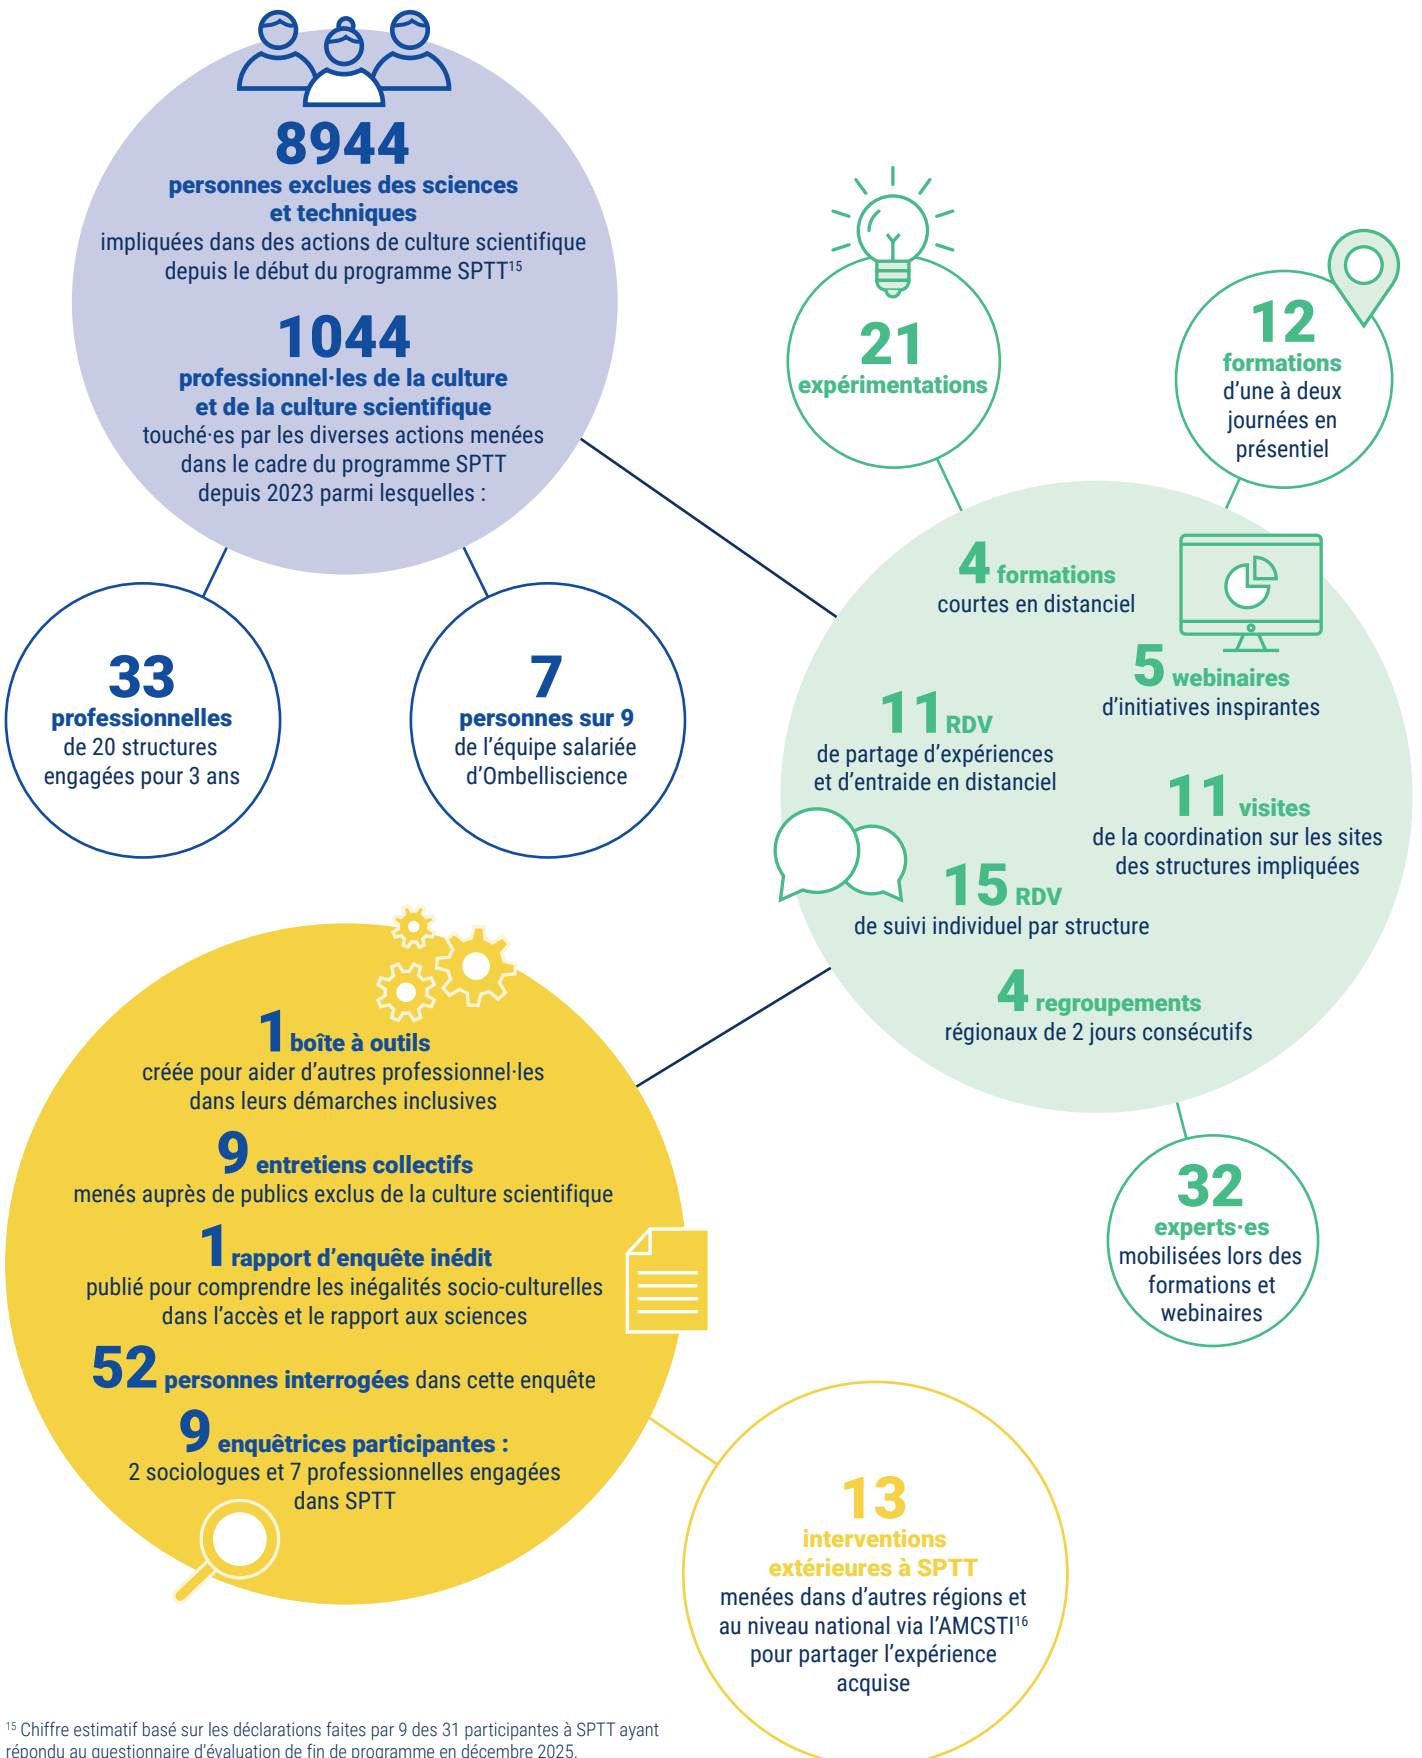 8944
personnes exclues des sciences
et techniques
impliquées dans des actions de culture scientifique
depuis le début du programme SPTT¹⁵
1044
professionnel·les de la culture
et de la culture scientifique
touché·es par les diverses actions menées
dans le cadre du programme SPTT
depuis 2023 parmi lesquelles :
33
professionnelles
de 20 structures
engagées pour 3 ans
7
personnes sur 9
de l'équipe salariée
d'Ombelliscience
21
expérimentations
12
formations
d'une à deux
journées en
présentiel
4 formations
courtes en distanciel
5 webinaires
d'initiatives inspirantes
11 RDV
de partage d'expériences
et d'entraide en distanciel
11 visites
de la coordination sur les sites
des structures impliquées
15 RDV
de suivi individuel par structure
4 regroupements
régionaux de 2 jours consécutifs
32
experts·es
mobilisées lors des
formations et
webinaires
1 boîte à outils
créée pour aider d'autres professionnel·les
dans leurs démarches inclusives
9 entretiens collectifs
menés auprès de publics exclus de la culture scientifique
1 rapport d'enquête inédit
publié pour comprendre les inégalités socio-culturelles
dans l'accès et le rapport aux sciences
52 personnes interrogées dans cette enquête
9 enquêtrices participantes :
2 sociologues et 7 professionnelles engagées
dans SPTT
13
interventions
extérieures à SPTT
menées dans d'autres régions et
au niveau national via l'AMCSTI¹⁶
pour partager l'expérience
acquise
¹⁵ Chiffre estimatif basé sur les déclarations faites par 9 des 31 participantes à SPTT ayant
répondu au questionnaire d'évaluation de fin de programme en décembre 2025.